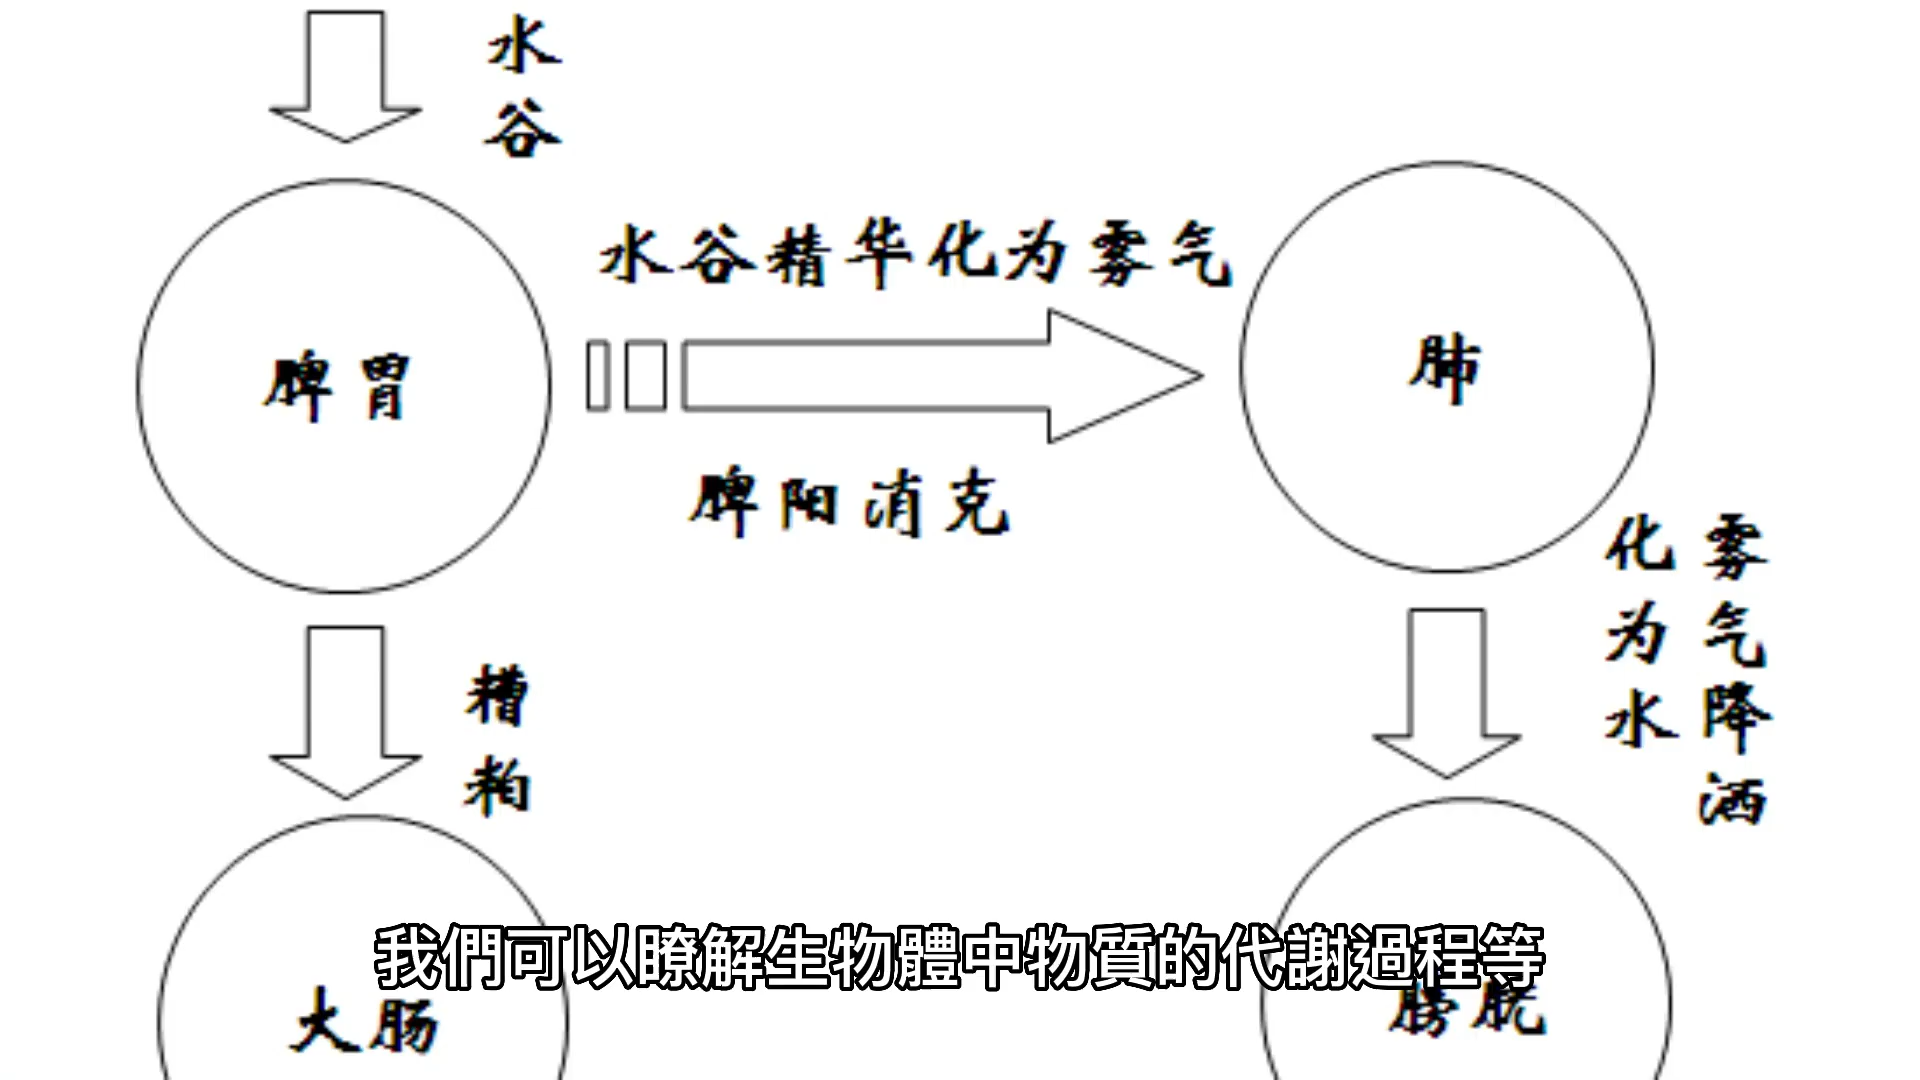 水谷
水谷精华化为雾气
脾胃
肺
脾阳消克
雾气降洒
化为水
糟粕
我們可以瞭解生物體中物質的代謝過程等
大肠
膀胱